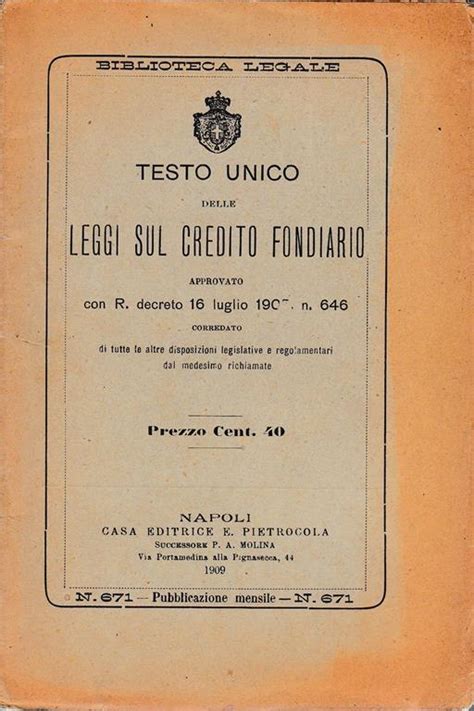 BIBLIOTECA LEGALE
TESTO UNICO
DELLE
LEGGI SUL CREDITO FONDIARIO
APPROVATO
con R. decreto 16 luglio n. 646
CORREDATO
di tutte le altre disposizioni legislative e regolamentari
dal medesimo richiamate
Prezzo Cent. 40
NAPOLI
CASA EDITRICE E. PIETROCOLA
SUCCESSORE P. A. MOLINA
Via Portamedina alla Pignasecca, 44
1909
N. 671 — Pubblicazione mensile — N. 671